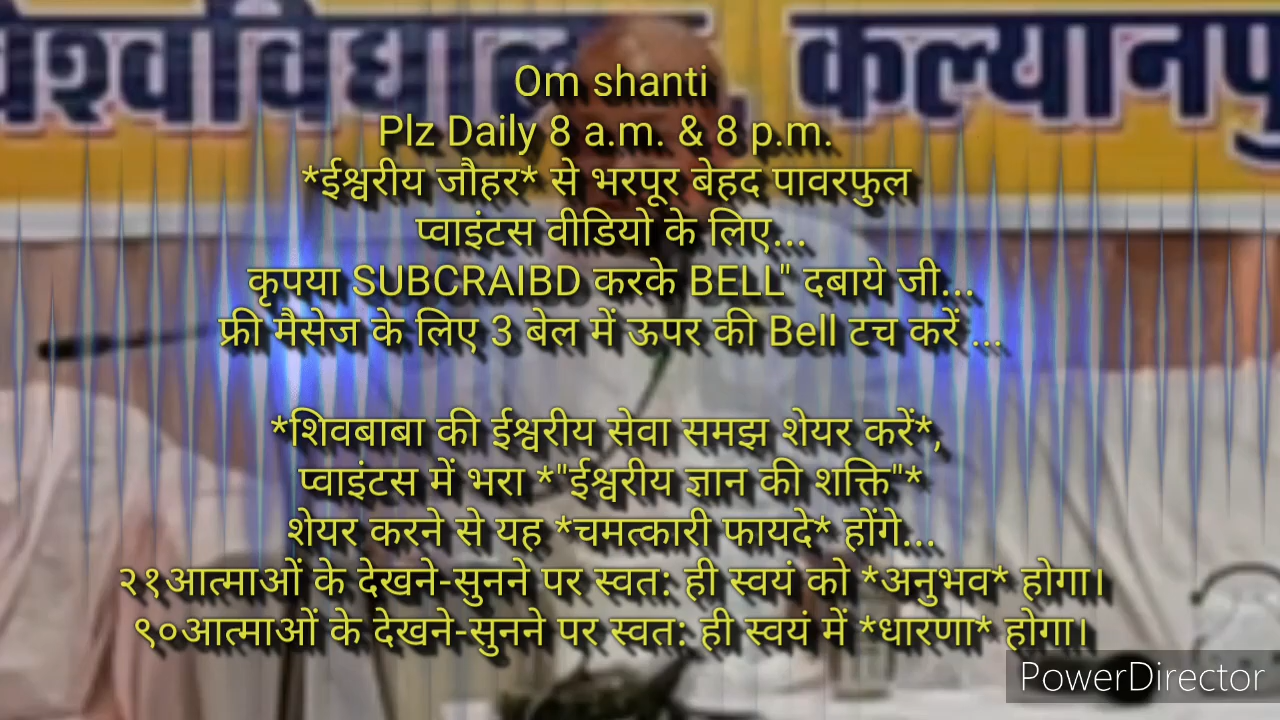 कल्यानपु
Om shanti
Plz Daily 8 a.m. & 8 p.m.
*ईश्वरीय जौहर* से भरपूर बेहद पावरफुल
प्वाइंटस वीडियो के लिए...
कृपया SUBCRAIBD करके BELL" दबाये जी...
फ्री मैसेज के लिए 3 बेल में ऊपर की Bell टच करें ...
*शिवबाबा की ईश्वरीय सेवा समझ शेयर करें*,
प्वाइंटस में भरा *"ईश्वरीय ज्ञान की शक्ति"*
शेयर करने से यह *चमत्कारी फायदे* होंगे...
२१आत्माओं के देखने-सुनने पर स्वत: ही स्वयं को *अनुभव* होगा।
९०आत्माओं के देखने-सुनने पर स्वत: ही स्वयं में *धारणा* होगा।
PowerDirector